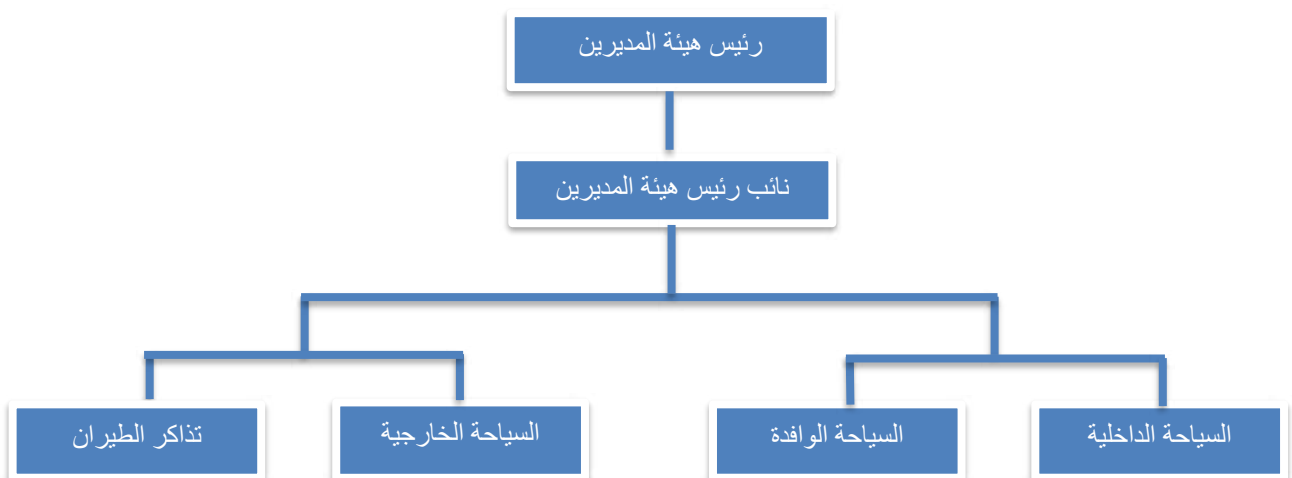 رئيس هيئة المديرين
نائب رئيس هيئة المديرين
السياحة الداخلية
السياحة الوافدة
السياحة الخارجية
تذاكر الطيران